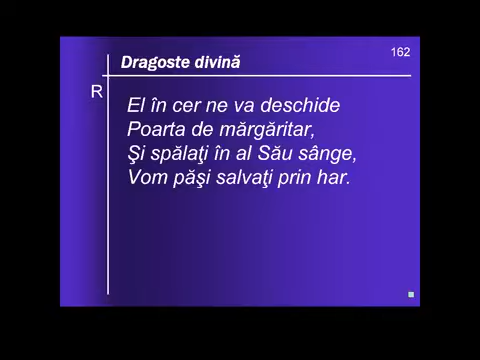 162
Dragoste divină
R
El în cer ne va deschide
Poarta de mărgăritar,
Şi spălaţi în al Său sânge,
Vom păşi salvaţi prin har.